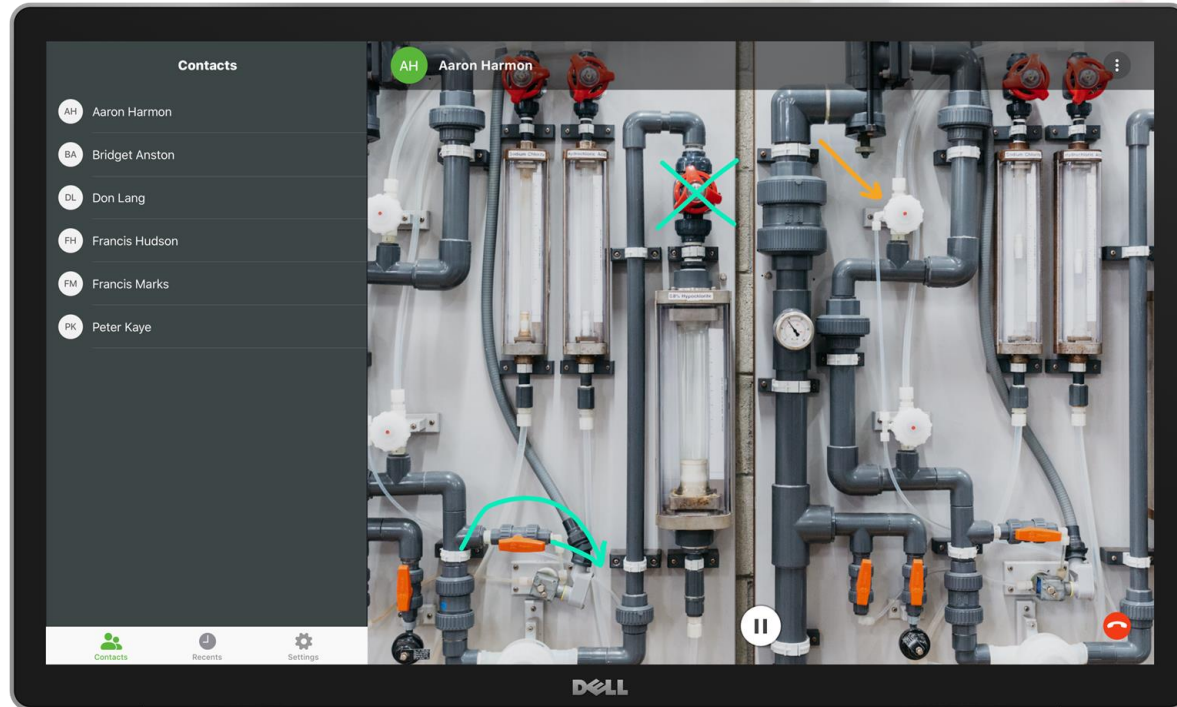 Contacts
AH Aaron Harmon
BA Bridget Anston
DL Don Lang
FH Francis Hudson
FM Francis Marks
PK Peter Kaye
Contacts
Recents
Settings
AH Aaron Harmon
DELL